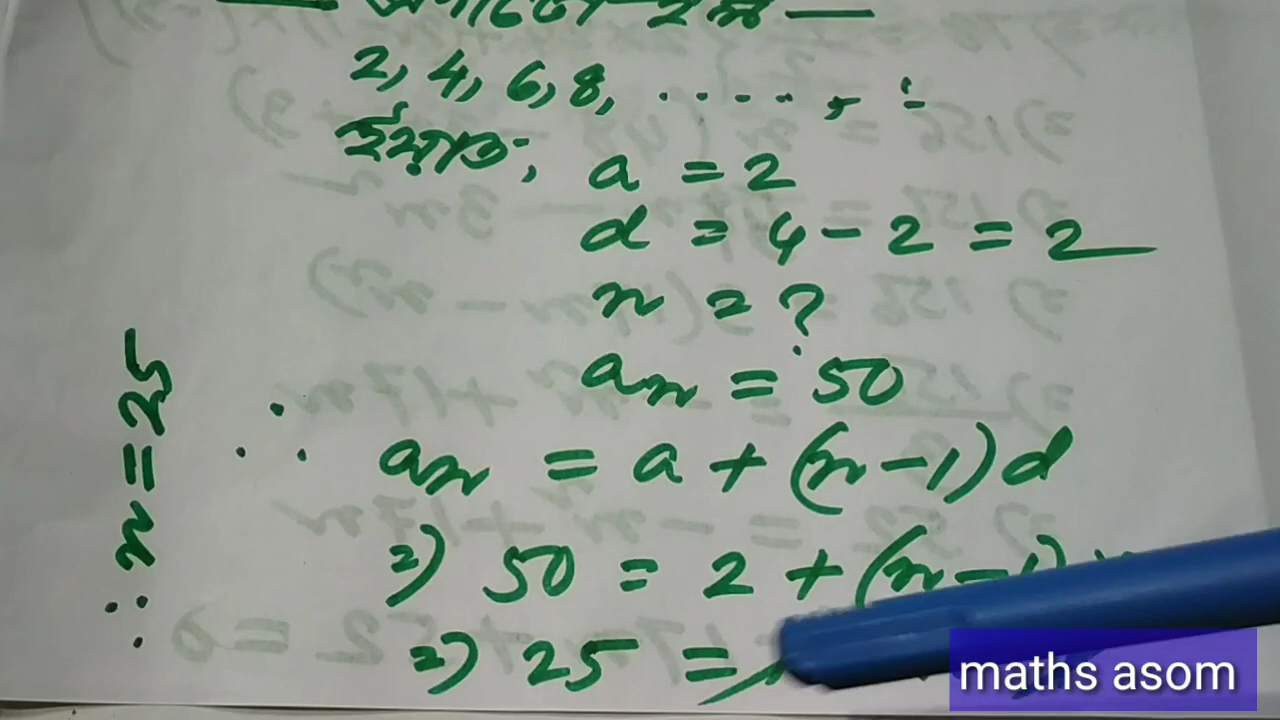 2, 4, 6, 8, . . . . . ,
ইয়াত;
a = 2
d = 4 - 2 = 2
n = ?
aₙ = 50
∴ aₙ = a + (n-1)d
⇒) 50 = 2 + (n-1)
⇒) 25 =
∴ n = 25
maths asom